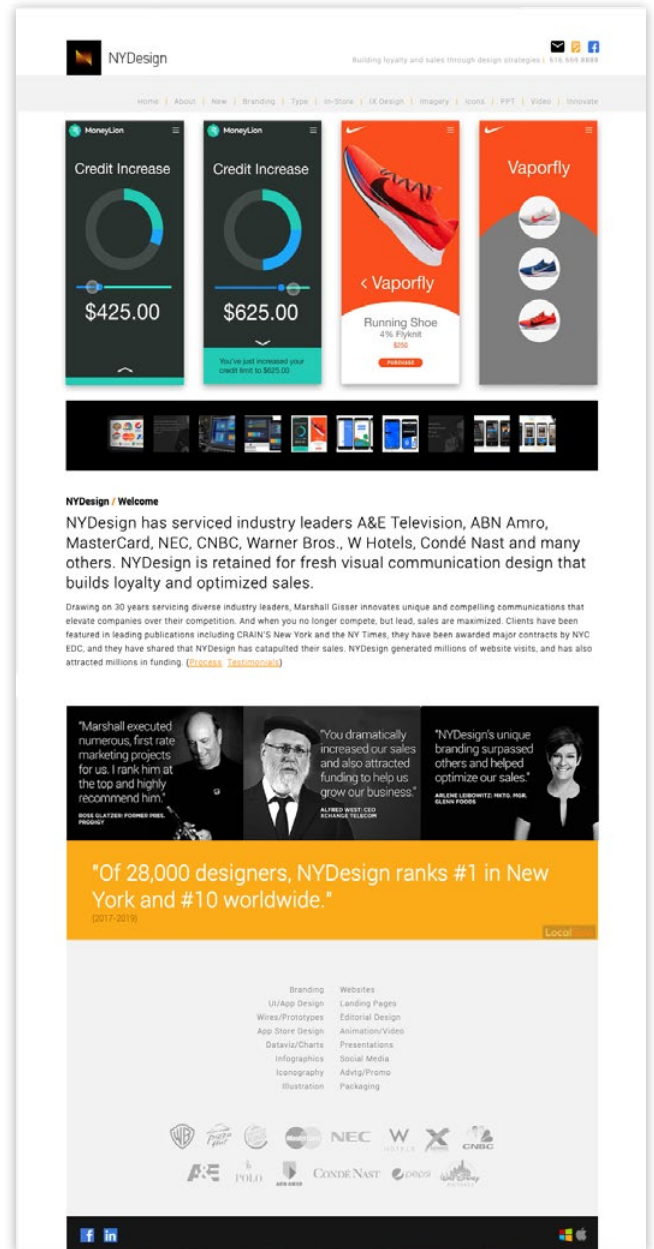 NYDesign
Building loyalty and sales through design strategies | 516.569.8888
Home | About | New | Branding | Type | In-Store | IX Design | Imagery | Icons | PPT | Video | Innovate
MoneyLion
Credit Increase
$425.00
MoneyLion
Credit Increase
$625.00
You've just increased your
credit limit to $625.00
< Vaporfly
Running Shoe
4% Flyknit
$250
PURCHASE
Vaporfly
NYDesign / Welcome
NYDesign has serviced industry leaders A&E Television, ABN Amro,
MasterCard, NEC, CNBC, Warner Bros., W Hotels, Condé Nast and many
others. NYDesign is retained for fresh visual communication design that
builds loyalty and optimized sales.
Drawing on 30 years servicing diverse industry leaders, Marshall Gisser innovates unique and compelling communications that
elevate companies over their competition. And when you no longer compete, but lead, sales are maximized. Clients have been
featured in leading publications including CRAIN'S New York and the NY Times, they have been awarded major contracts by NYC
EDC, and they have shared that NYDesign has catapulted their sales. NYDesign generated millions of website visits, and has also
attracted millions in funding. (Process Testimonials)
"Marshall executed
numerous, first rate
marketing projects
for us. I rank him at
the top and highly
recommend him."
ROSS GLATZER: FORMER PRES.
PRODIGY
"You dramatically
increased our sales
and also attracted
funding to help us
grow our business."
ALFRED WEST: CEO
XCHANGE TELECOM
"NYDesign's unique
branding surpassed
others and helped
optimize our sales."
ARLENE LEIBOWITZ: MKTG. MGR.
GLENN FOODS
"Of 28,000 designers, NYDesign ranks #1 in New
York and #10 worldwide."
(2017-2019)
Local
Branding Websites
UI/App Design Landing Pages
Wires/Prototypes Editorial Design
App Store Design Animation/Video
Dataviz/Charts Presentations
Infographics Social Media
Iconography Advtg/Promo
Illustration Packaging
WB Pizza Hut MasterCard NEC W HOTELS X CNBC
A&E POLO ABN AMRO CONDÉ NAST pepsi Walt Disney PICTURES